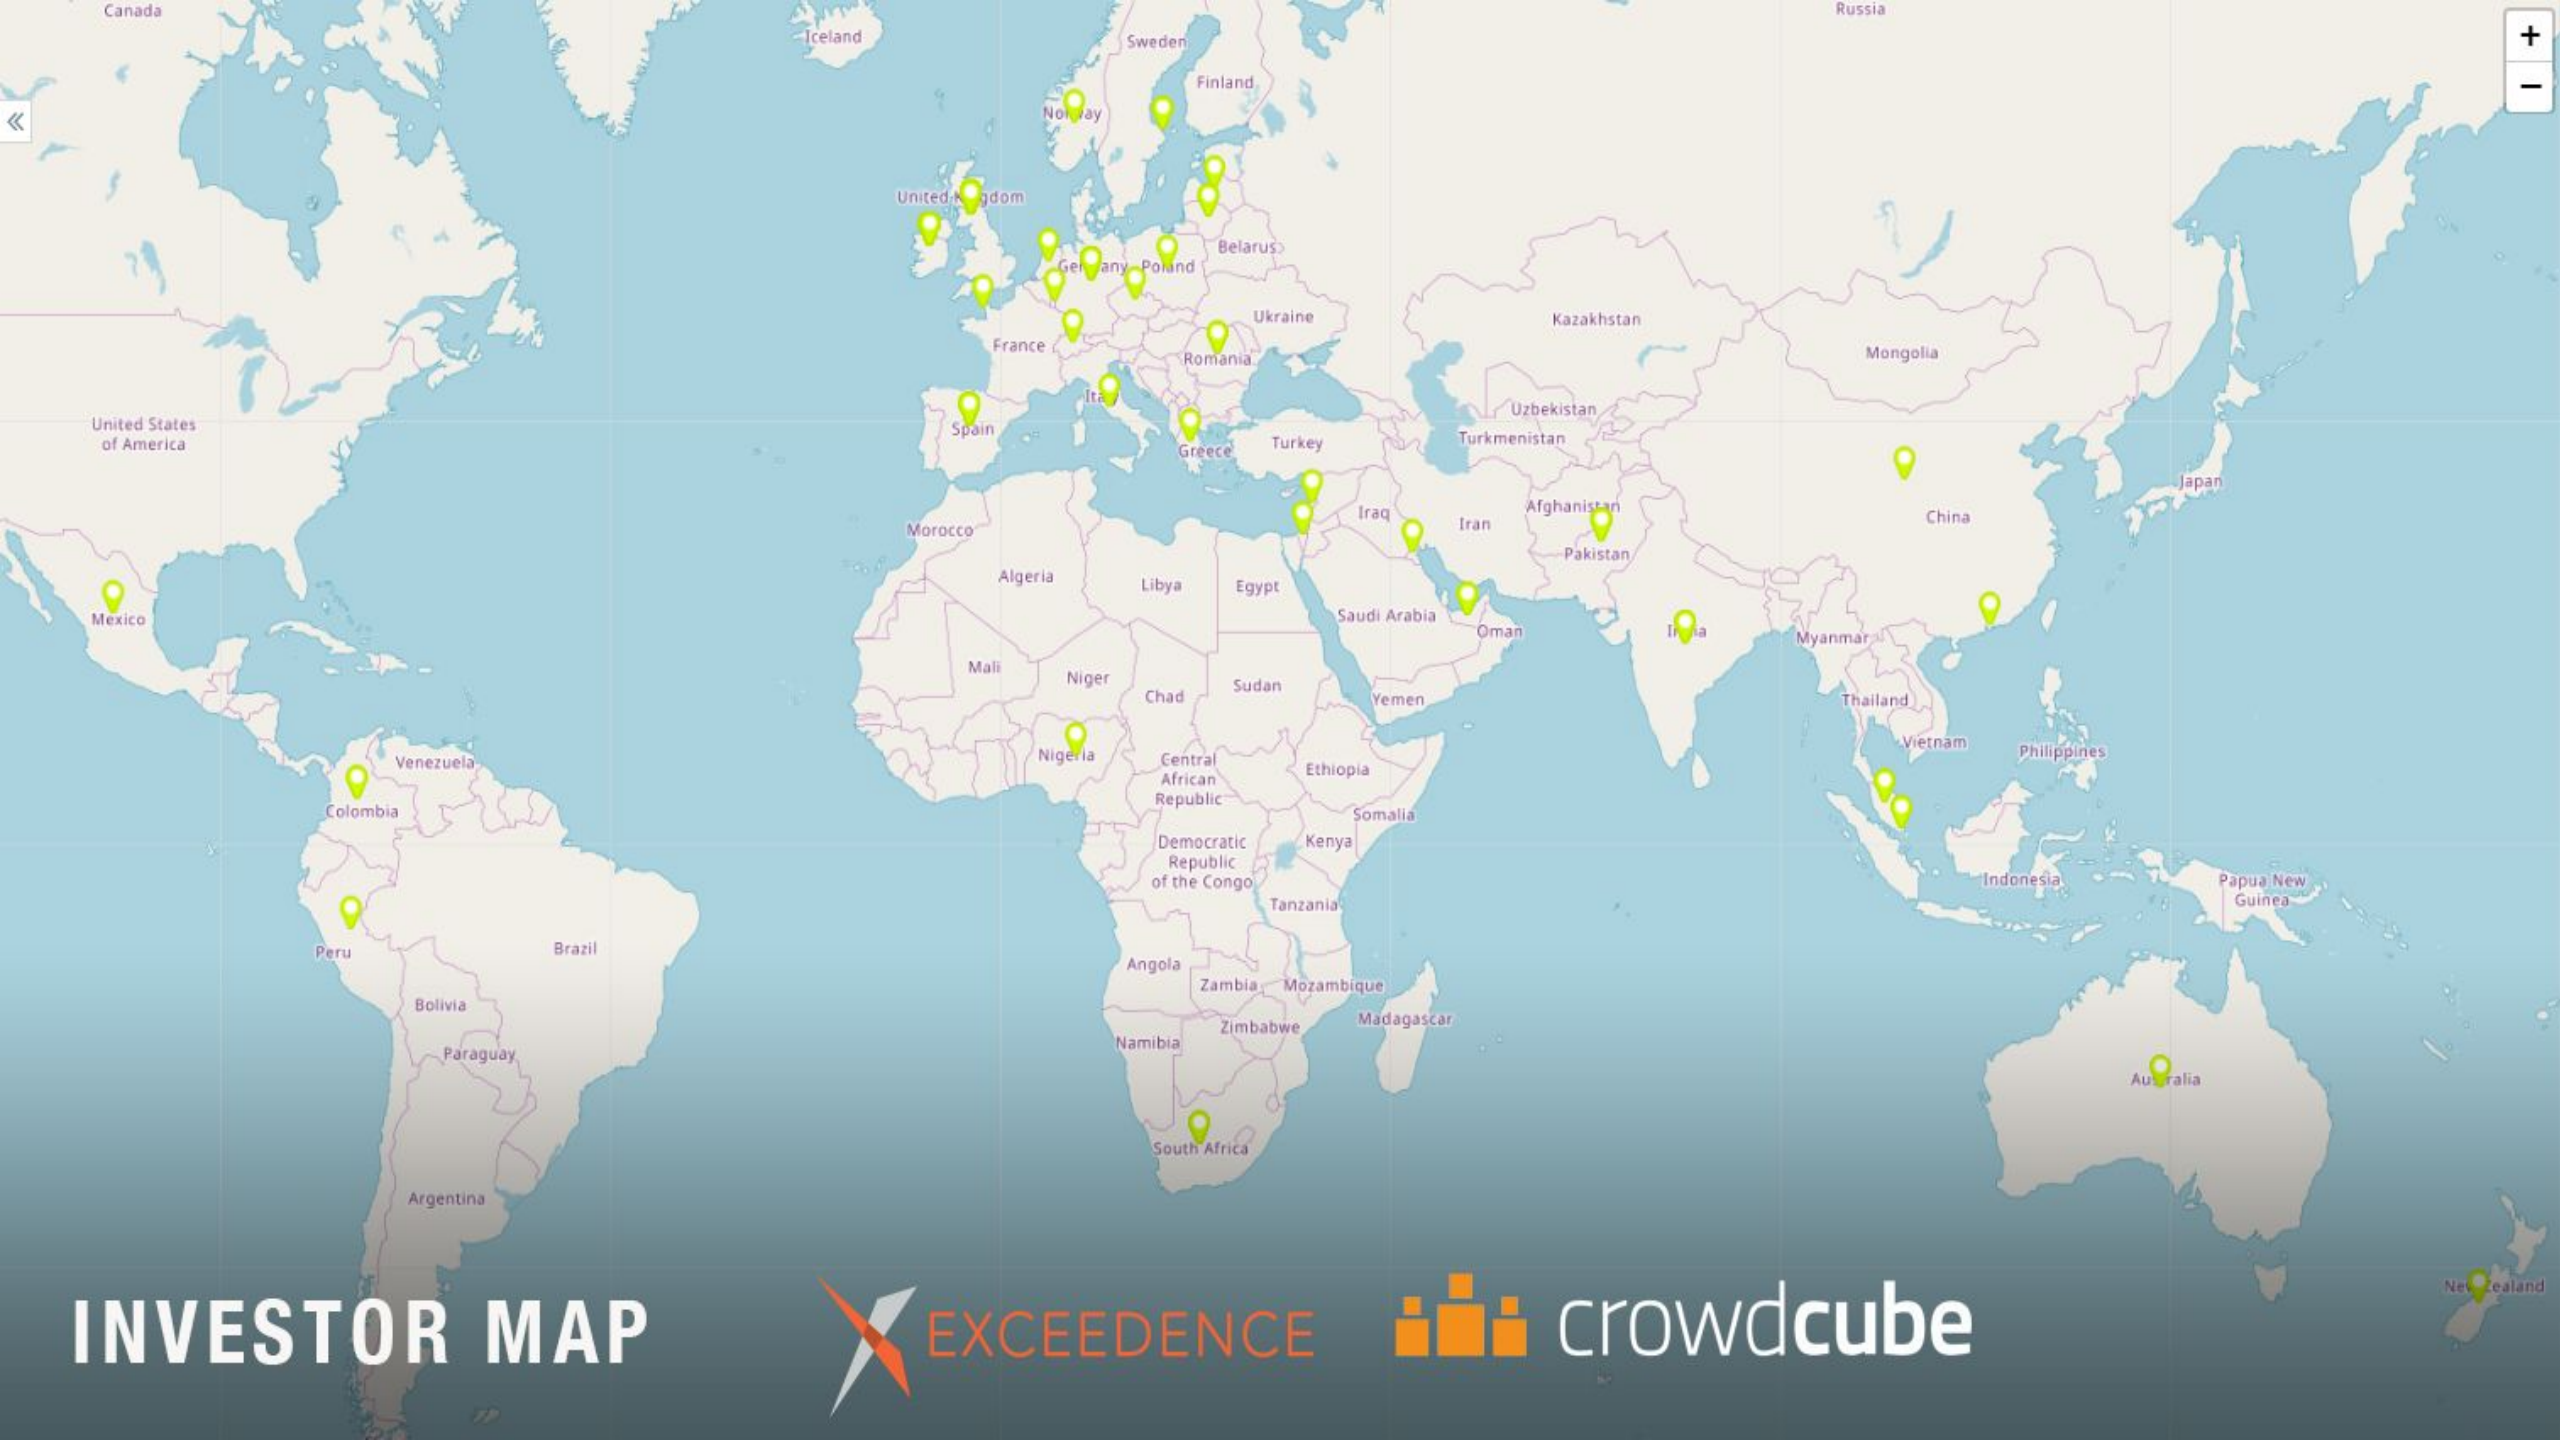 Canada
Russia
Iceland
Sweden
Finland
+
−
«
Norway
United Kingdom
Belarus
Germany
Poland
Ukraine
Kazakhstan
France
Romania
Mongolia
Italy
Uzbekistan
United States
of America
Spain
Turkmenistan
Turkey
Greece
Japan
Afghanistan
Iraq
China
Iran
Morocco
Pakistan
Algeria
Libya
Egypt
Saudi Arabia
Mexico
Oman
India
Myanmar
Mali
Niger
Sudan
Chad
Yemen
Thailand
Vietnam
Philippines
Nigeria
Venezuela
Central
African
Republic
Ethiopia
Colombia
Somalia
Democratic
Republic
of the Congo
Kenya
Indonesia
Papua New
Guinea
Tanzania
Peru
Brazil
Angola
Zambia
Mozambique
Bolivia
Madagascar
Zimbabwe
Namibia
Paraguay
Australia
South Africa
Argentina
New Zealand
INVESTOR MAP
EXCEEDENCE
crowdcube